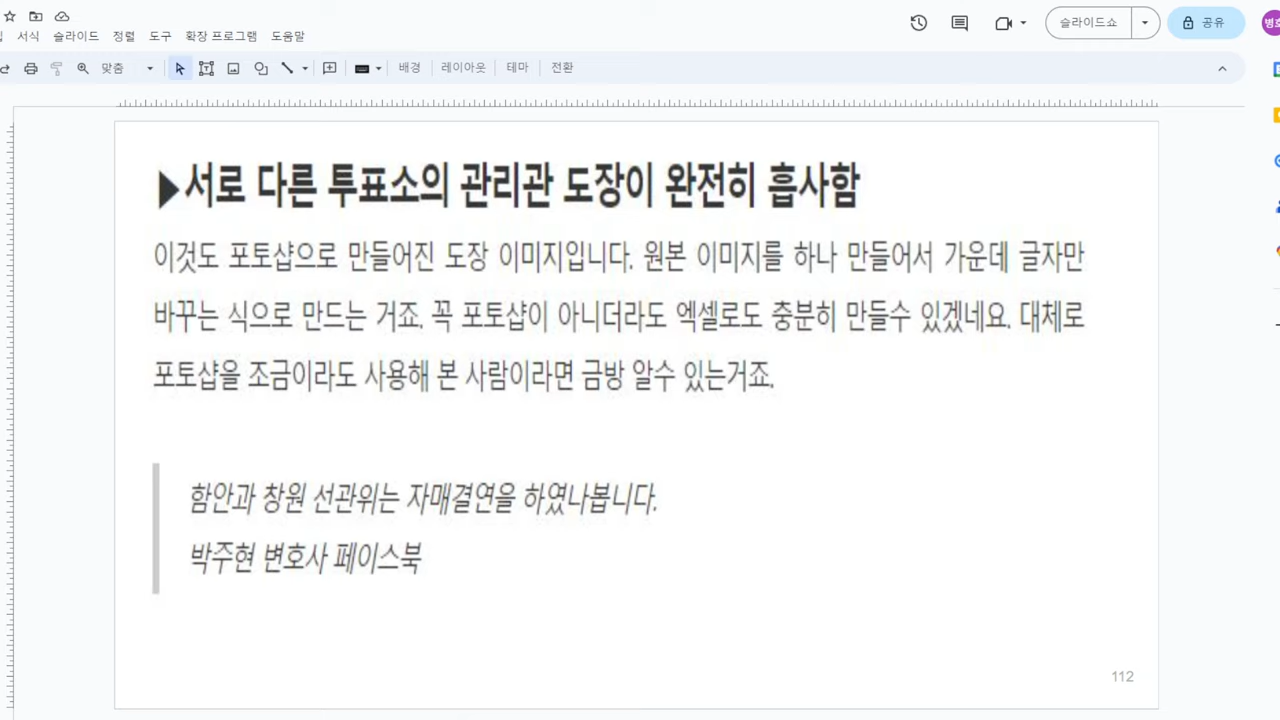 서식 슬라이드 정렬 도구 확장 프로그램 도움말
슬라이드쇼
공유
병호
맞춤
배경 레이아웃 테마 전환
▶서로 다른 투표소의 관리관 도장이 완전히 흡사함
이것도 포토샵으로 만들어진 도장 이미지입니다. 원본 이미지를 하나 만들어서 가운데 글자만
바꾸는 식으로 만드는 거죠. 꼭 포토샵이 아니더라도 엑셀로도 충분히 만들수 있겠네요. 대체로
포토샵을 조금이라도 사용해 본 사람이라면 금방 알수 있는거죠.
함안과 창원 선관위는 자매결연을 하였나봅니다.
박주현 변호사 페이스북
112